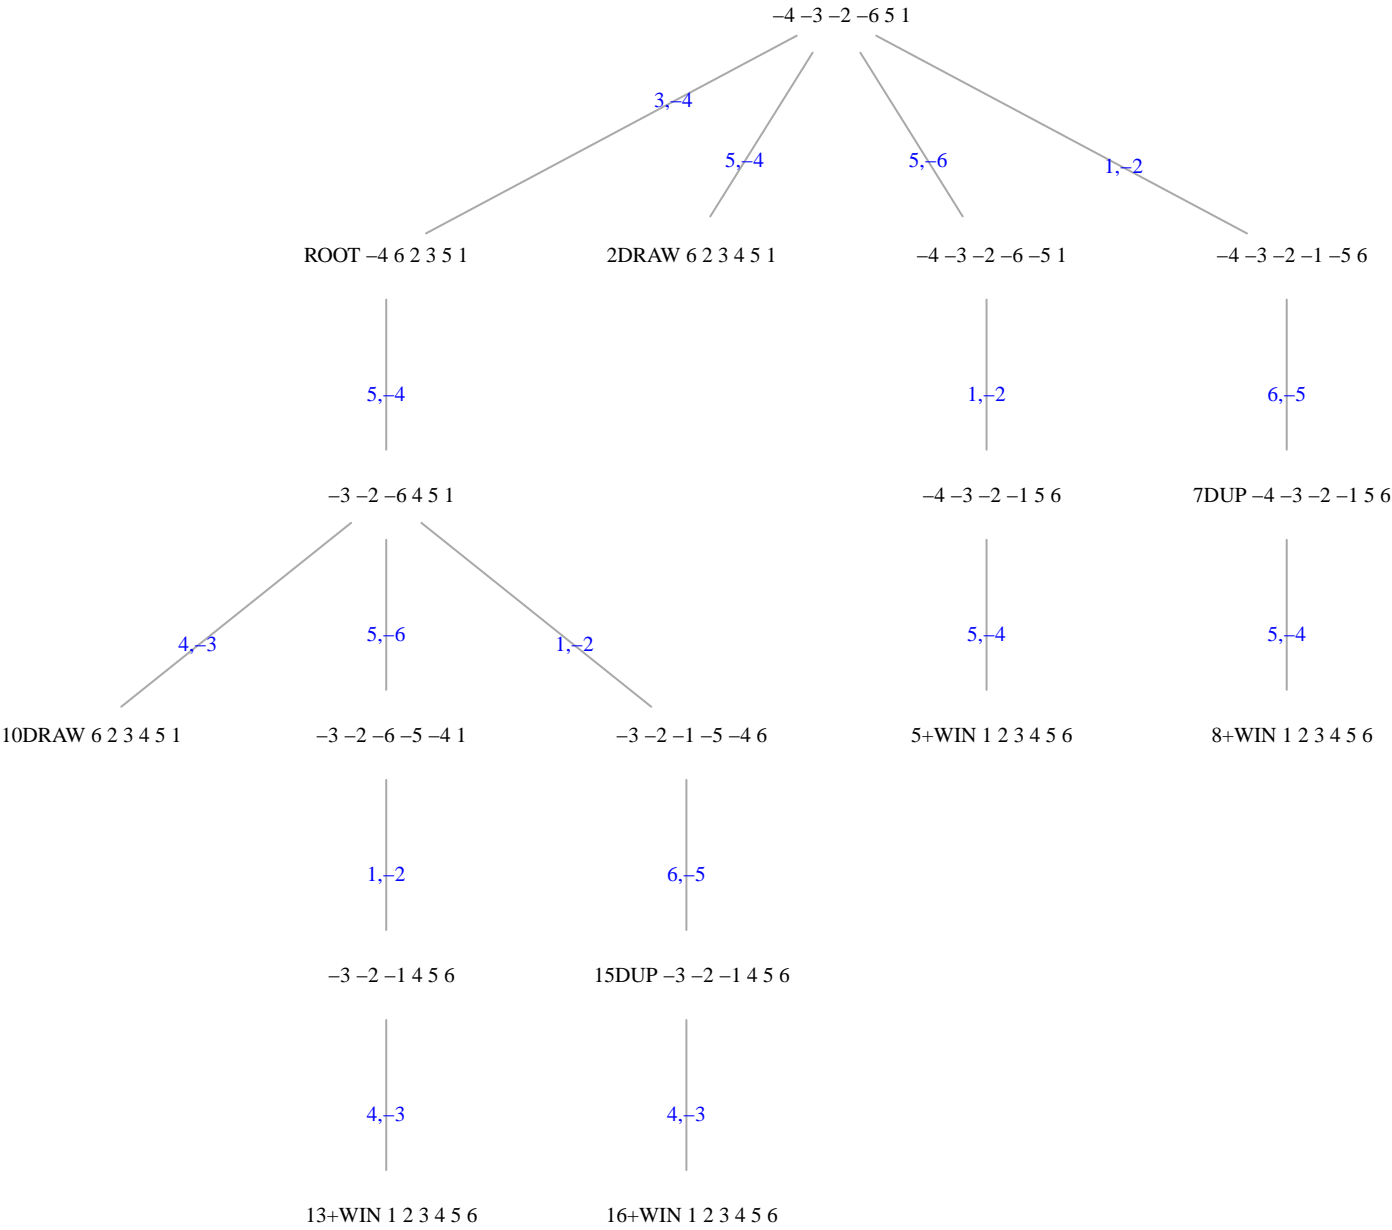 –4 –3 –2 –6 5 1
3,–4
5,–4
5,–6
1,–2
ROOT –4 6 2 3 5 1
2DRAW 6 2 3 4 5 1
–4 –3 –2 –6 –5 1
–4 –3 –2 –1 –5 6
5,–4
1,–2
6,–5
–3 –2 –6 4 5 1
–4 –3 –2 –1 5 6
7DUP –4 –3 –2 –1 5 6
4,–3
5,–6
1,–2
5,–4
5,–4
10DRAW 6 2 3 4 5 1
–3 –2 –6 –5 –4 1
–3 –2 –1 –5 –4 6
5+WIN 1 2 3 4 5 6
8+WIN 1 2 3 4 5 6
1,–2
6,–5
–3 –2 –1 4 5 6
15DUP –3 –2 –1 4 5 6
4,–3
4,–3
13+WIN 1 2 3 4 5 6
16+WIN 1 2 3 4 5 6